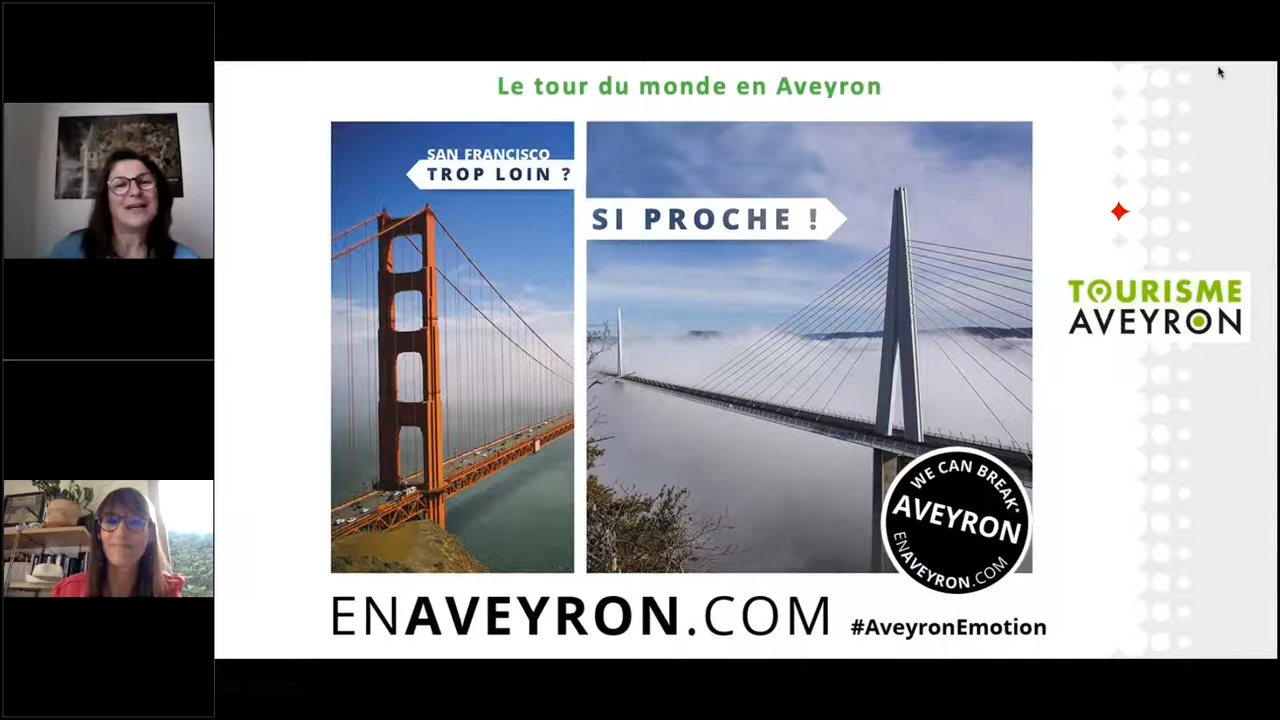 Le tour du monde en Aveyron
SAN FRANCISCO
TROP LOIN ?
SI PROCHE !
TOURISME
AVEYRON
WE CAN BREAK
AVEYRON
ENAVEYRON.COM
ENAVEYRON.COM
#AveyronEmotion